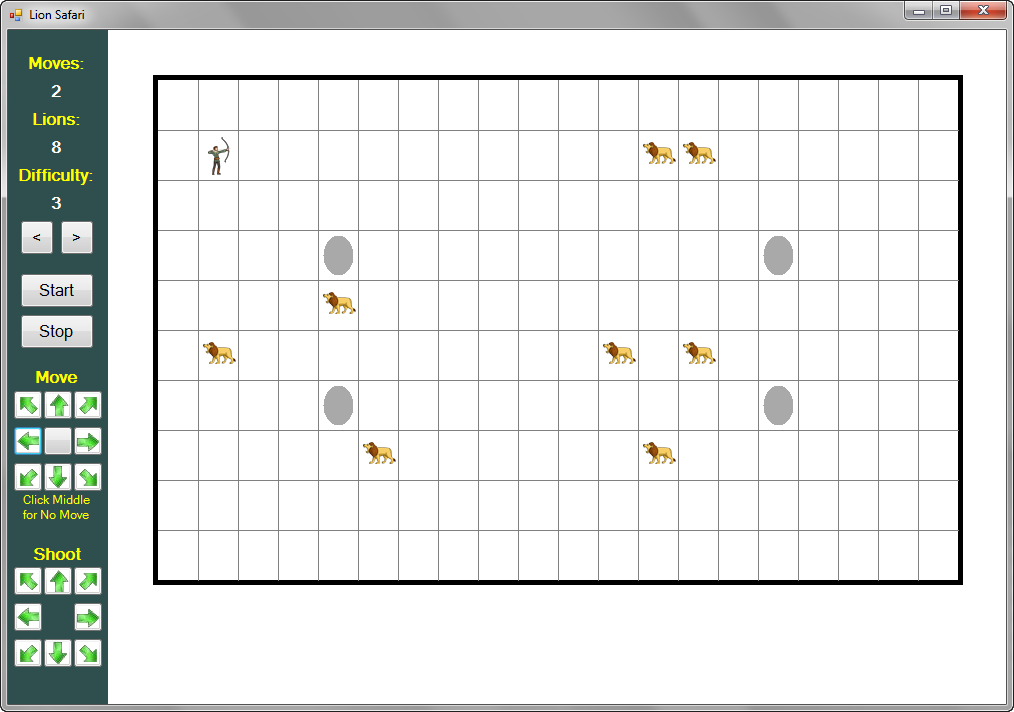 Lion Safari
Moves:
2
Lions:
8
Difficulty:
3
< >
Start
Stop
Move
Click Middle
for No Move
Shoot